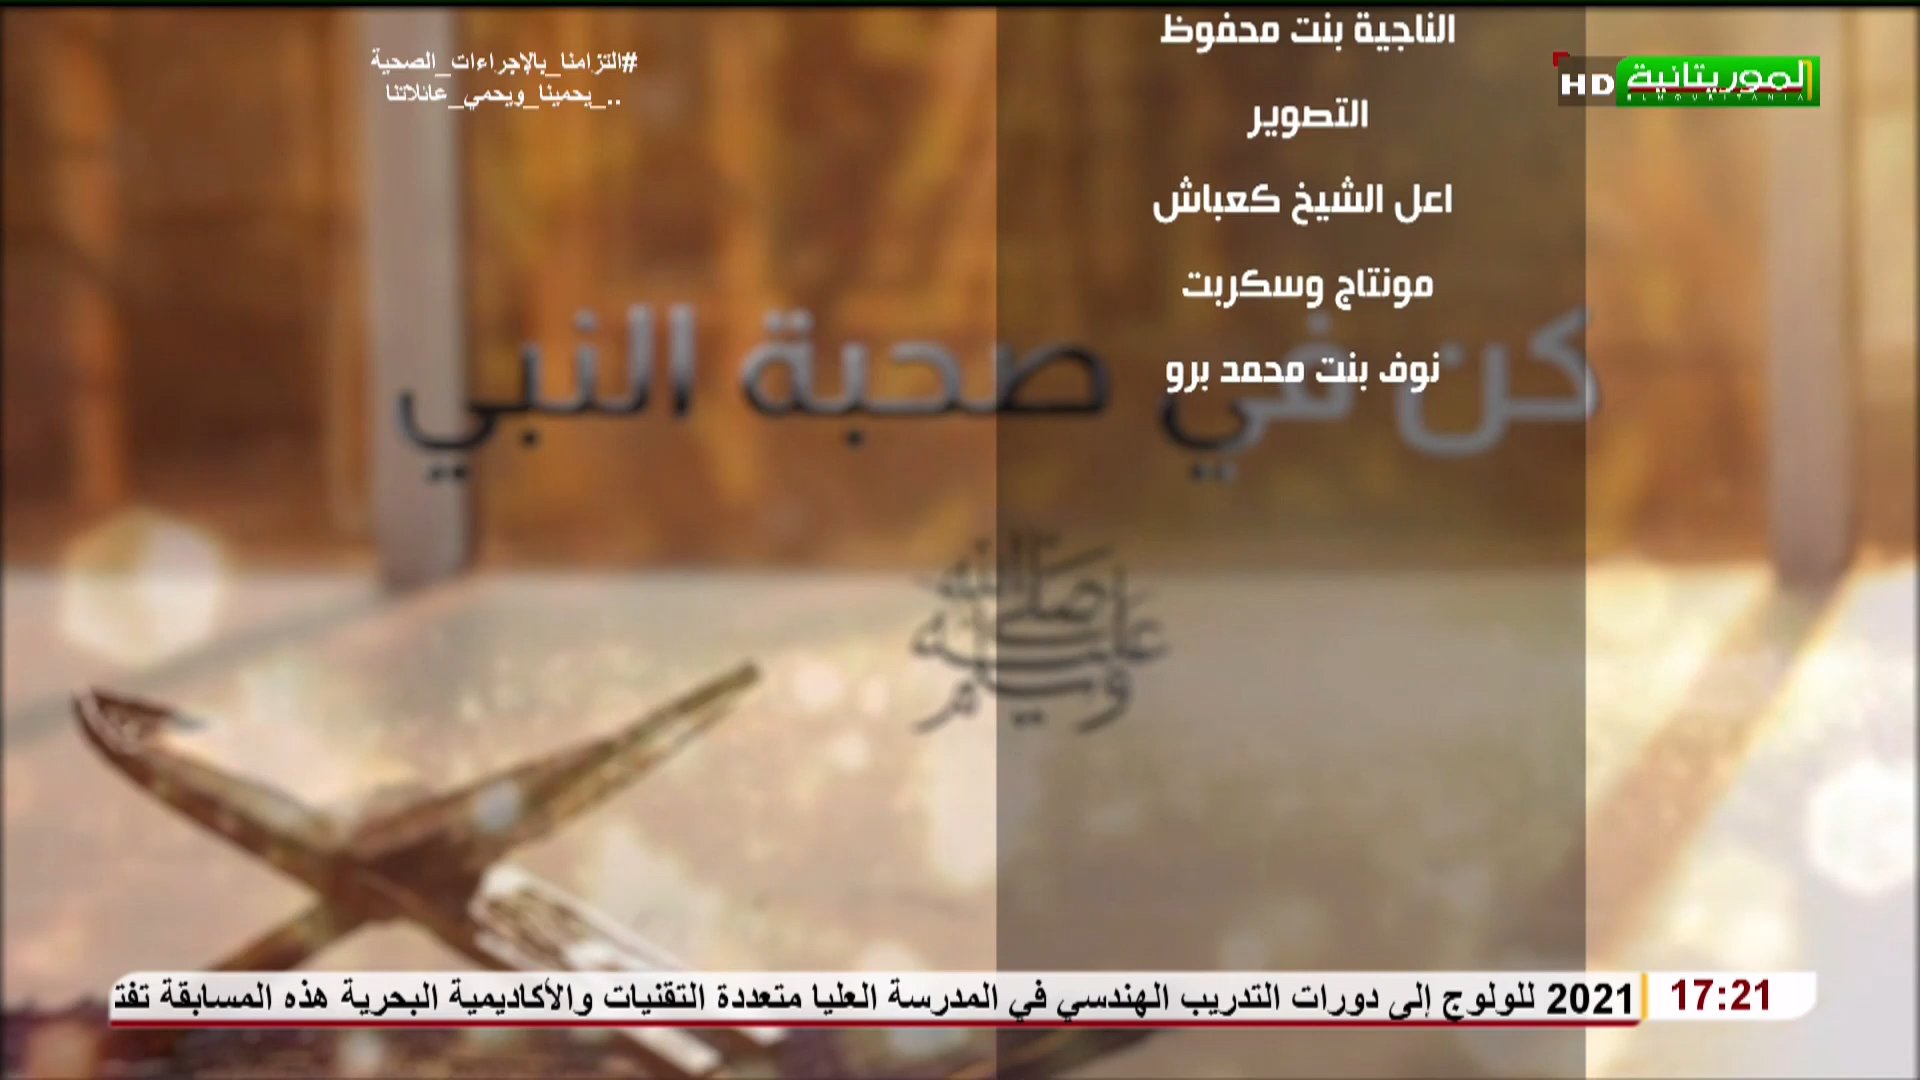 الناجية بنت محفوظ
#التزامنا_بالإجراءات_الصحية
.._يحمينا_ويحمي_عائلاتنا
HD الموريتانية
ELMOURITANIA
التصوير
اعل الشيخ كعباش
مونتاج وسكربت
نوف بنت محمد برو
كن في صحبة النبي
صلى الله عليه وسلم
17:21
2021 للولوج إلى دورات التدريب الهندسي في المدرسة العليا متعددة التقنيات والأكاديمية البحرية هذه المسابقة تفت